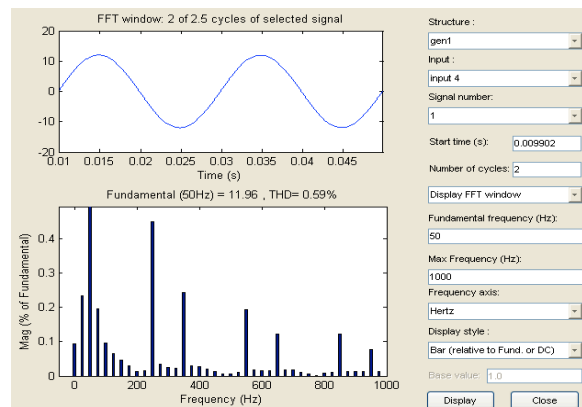 FFT window: 2 of 2.5 cycles of selected signal
20
10
0
-10
-20
0.01 0.015 0.02 0.025 0.03 0.035 0.04 0.045
Time (s)
Fundamental (50Hz) = 11.96 , THD= 0.59%
Mag (% of Fundamental)
0.4
0.3
0.2
0.1
0
0 200 400 600 800 1000
Frequency (Hz)
Structure :
gen1
Input :
input 4
Signal number:
1
Start time (s): 0.009902
Number of cycles: 2
Display FFT window
Fundamental frequency (Hz):
50
Max Frequency (Hz):
1000
Frequency axis:
Hertz
Display style :
Bar (relative to Fund. or DC)
Base value: 1.0
Display Close